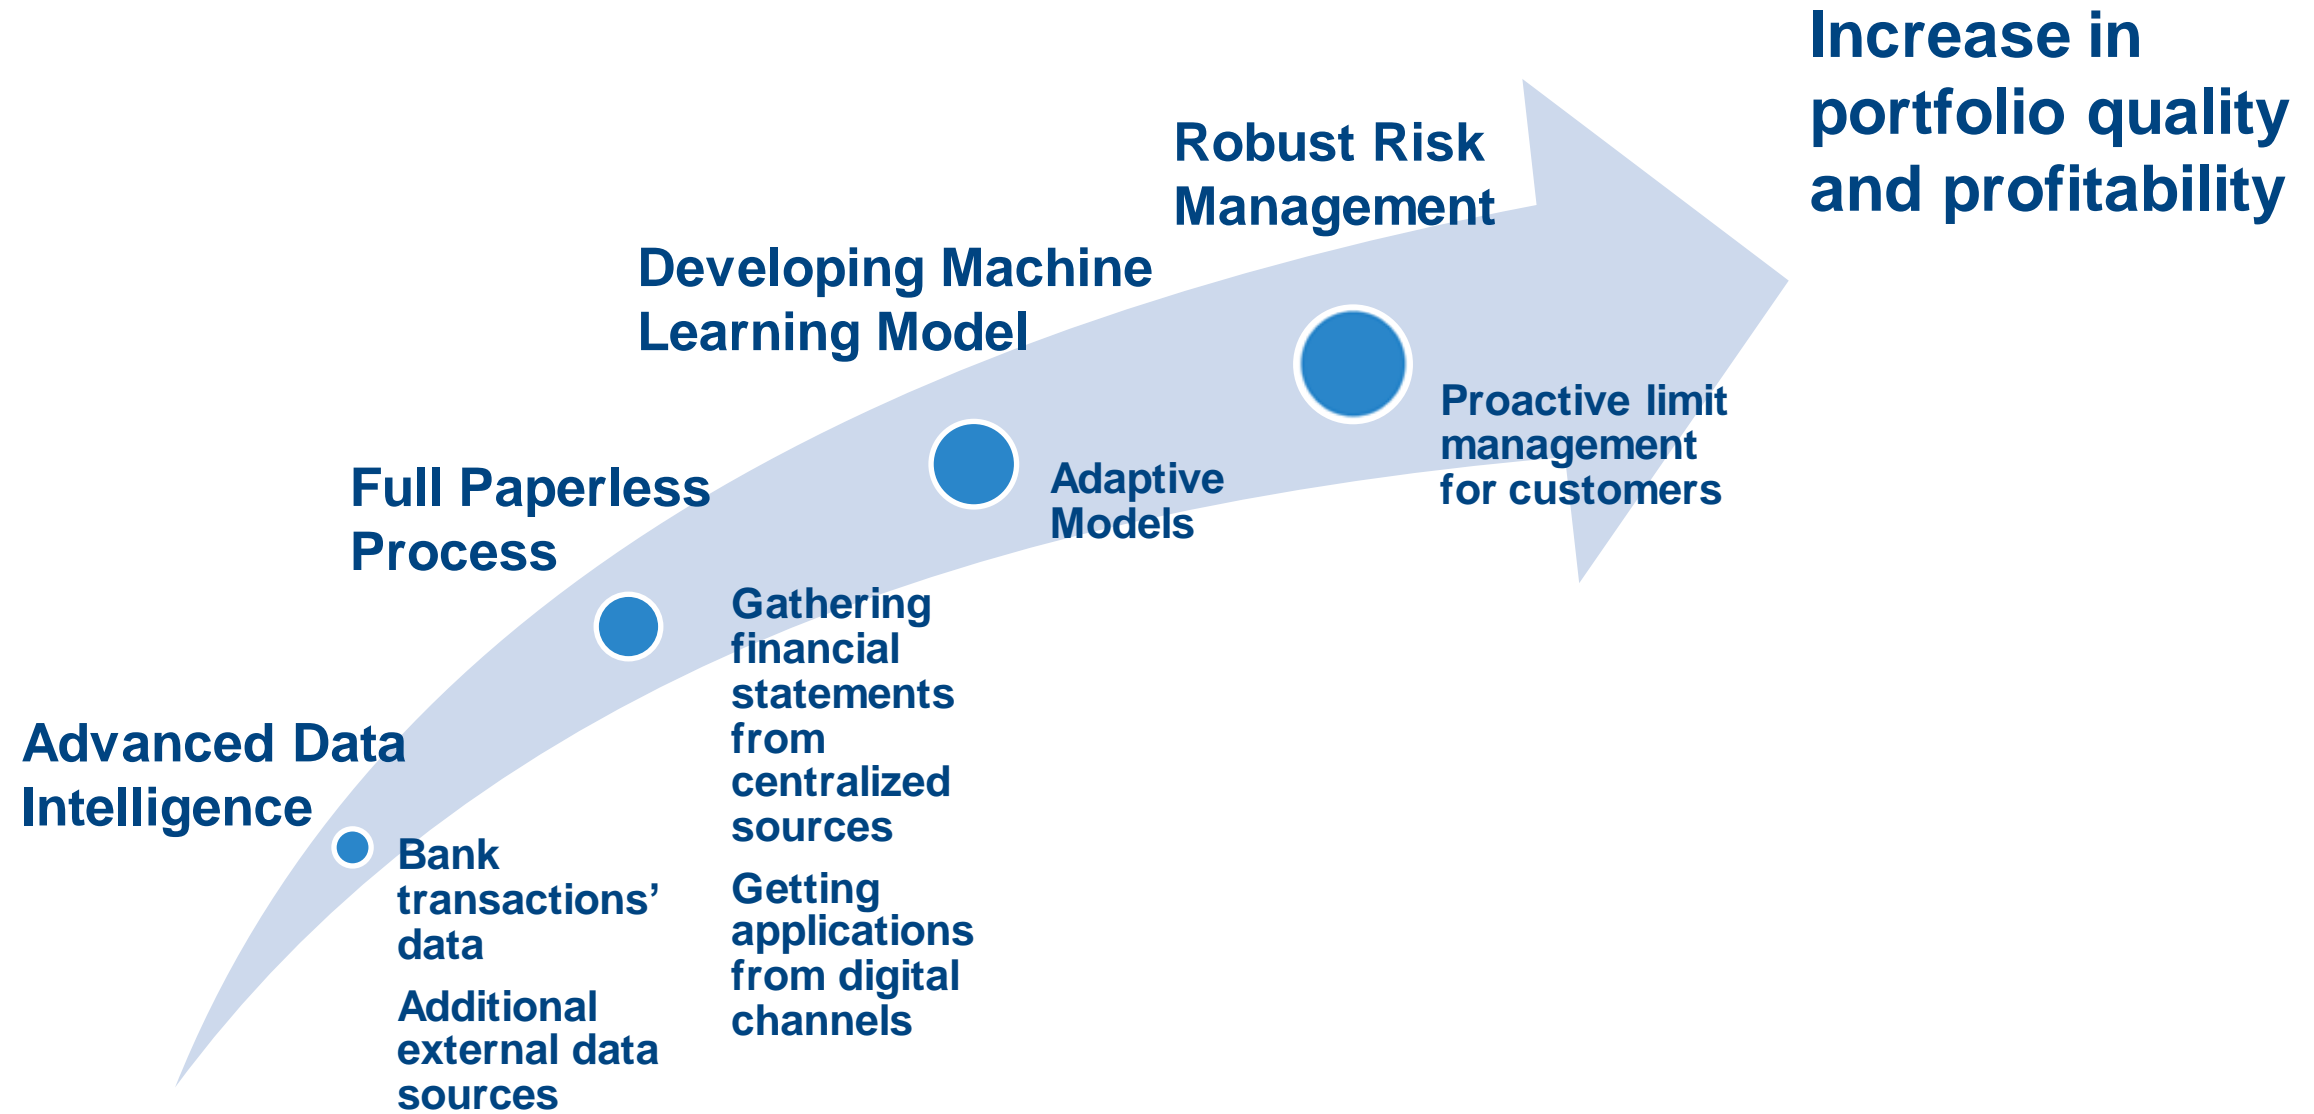 Advanced Data
Intelligence
Bank
transactions’
data
Additional
external data
sources
Full Paperless
Process
Gathering
financial
statements
from
centralized
sources
Getting
applications
from digital
channels
Developing Machine
Learning Model
Adaptive
Models
Robust Risk
Management
Proactive limit
management
for customers
Increase in
portfolio quality
and profitability